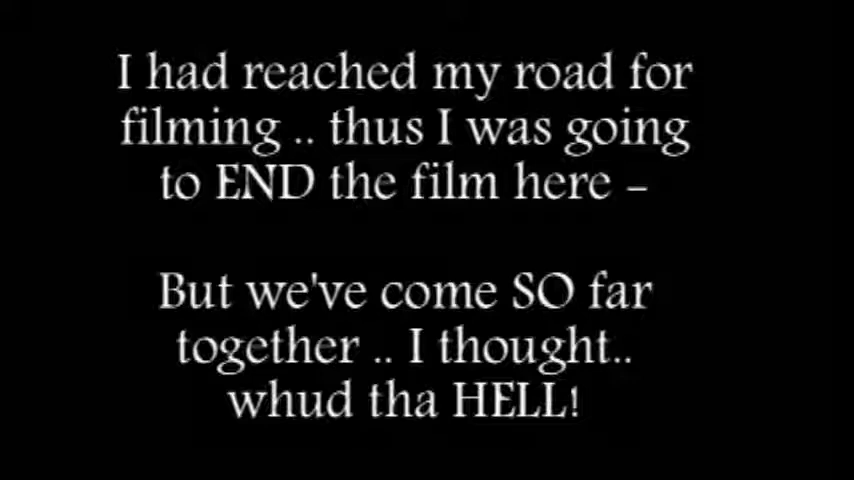 I had reached my road for
filming .. thus I was going
to END the film here -
But we've come SO far
together .. I thought..
whud tha HELL!